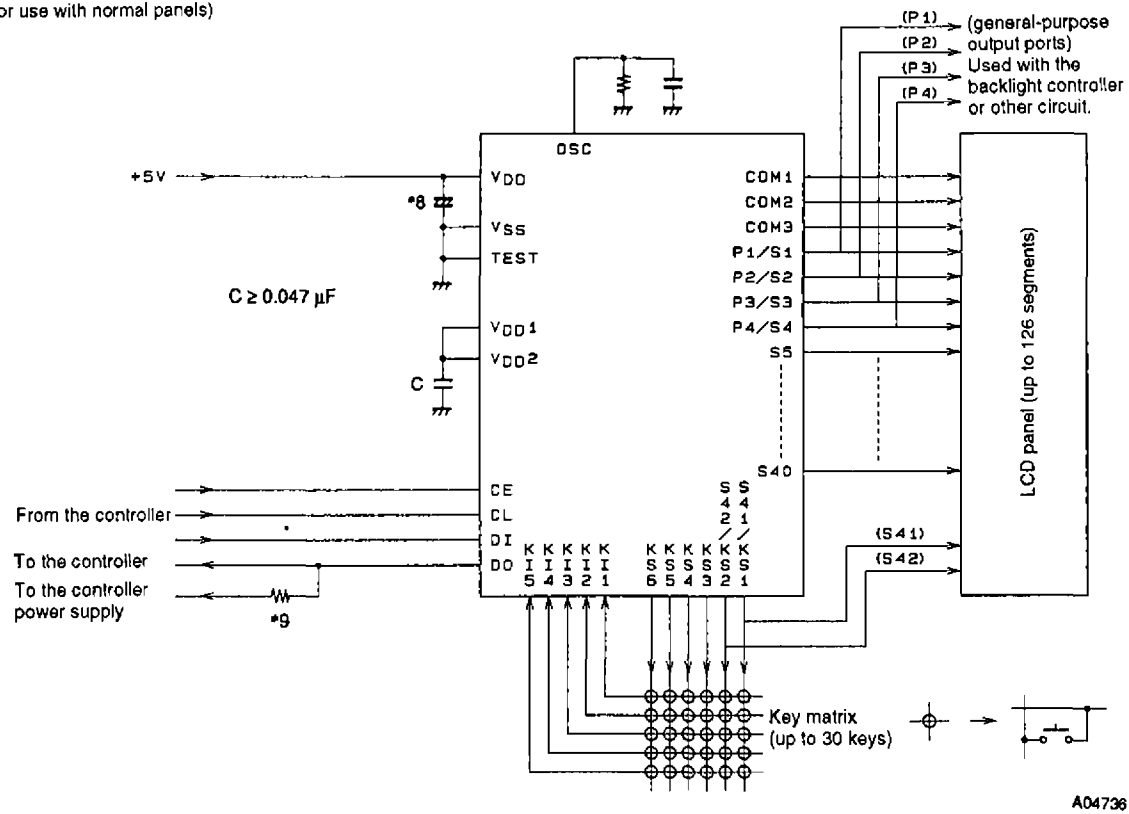 or use with normal panels)
(P1)
(P2)
(P3)
(P4)
(general-purpose
output ports)
Used with the
backlight controller
or other circuit.
OSC
+5V
VDD
*8
VSS
TEST
C ≥ 0.047 μF
VDD1
VDD2
C
COM1
COM2
COM3
P1/S1
P2/S2
P3/S3
P4/S4
S5
S40
LCD panel (up to 126 segments)
CE
From the controller
CL
DI
To the controller
DO
To the controller
power supply
*9
KI5
KI4
KI3
KI2
KI1
KS6
KS5
KS4
KS3
S42/KS2
S41/KS1
(S41)
(S42)
Key matrix
(up to 30 keys)
A04736